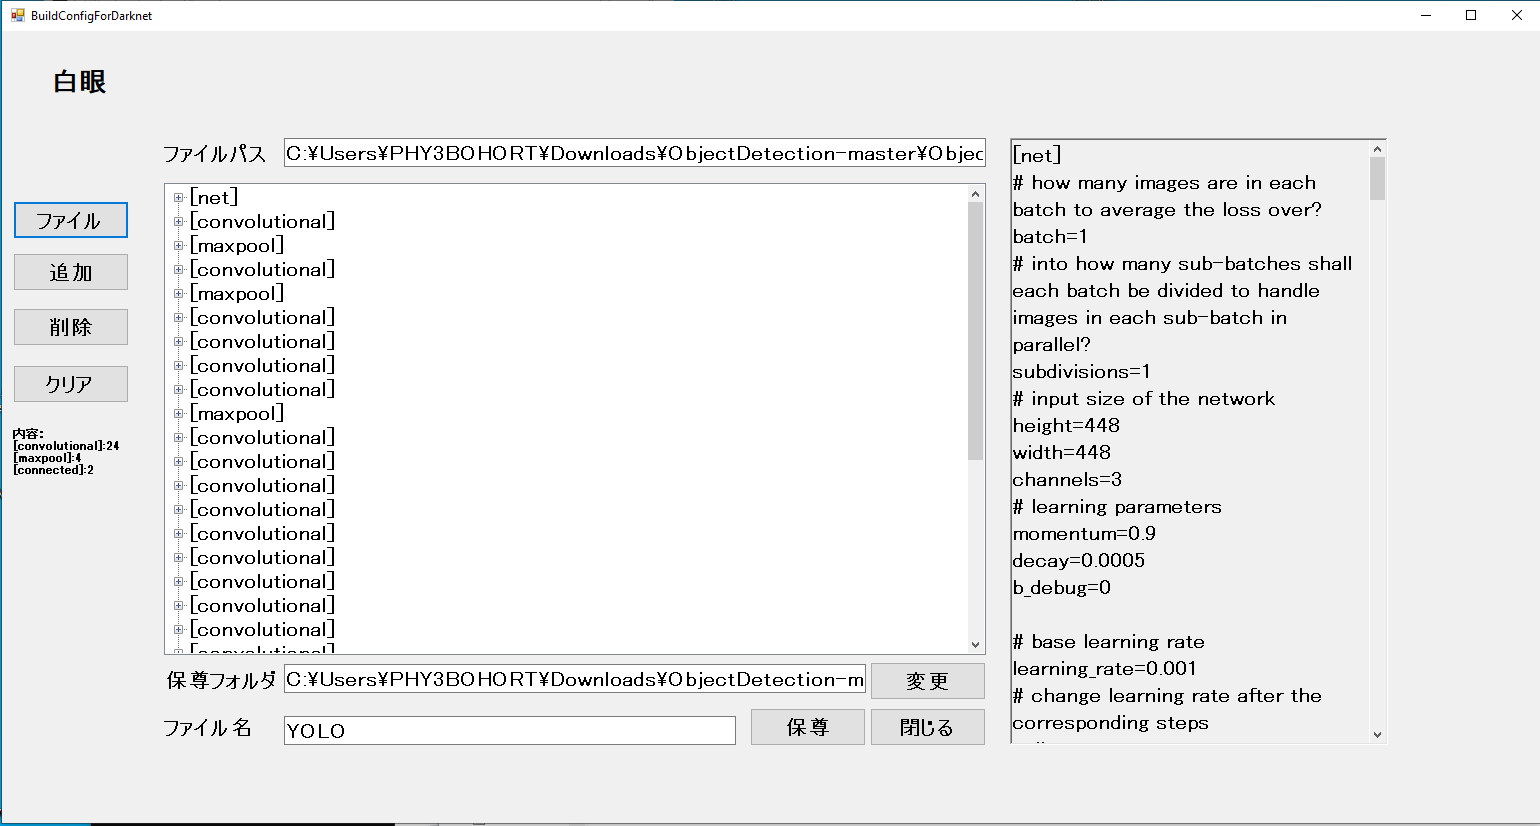 BuildConfigForDarknet
白眼
ファイルパス C:¥Users¥PHY3BOHORT¥Downloads¥ObjectDetection-master¥Objec
ファイル
追加
削除
クリア
内容:
[convolutional]:24
[maxpool]:4
[connected]:2
[net]
[convolutional]
[maxpool]
[convolutional]
[maxpool]
[convolutional]
[convolutional]
[convolutional]
[convolutional]
[maxpool]
[convolutional]
[convolutional]
[convolutional]
[convolutional]
[convolutional]
[convolutional]
[convolutional]
[convolutional]
[convolutional]
[convolutional]
保尊フォルダ C:¥Users¥PHY3BOHORT¥Downloads¥ObjectDetection-m 変更
ファイル名 YOLO 保尊 閉じる
[net]
# how many images are in each
batch to average the loss over?
batch=1
# into how many sub-batches shall
each batch be divided to handle
images in each sub-batch in
parallel?
subdivisions=1
# input size of the network
height=448
width=448
channels=3
# learning parameters
momentum=0.9
decay=0.0005
b_debug=0
# base learning rate
learning_rate=0.001
# change learning rate after the
corresponding steps